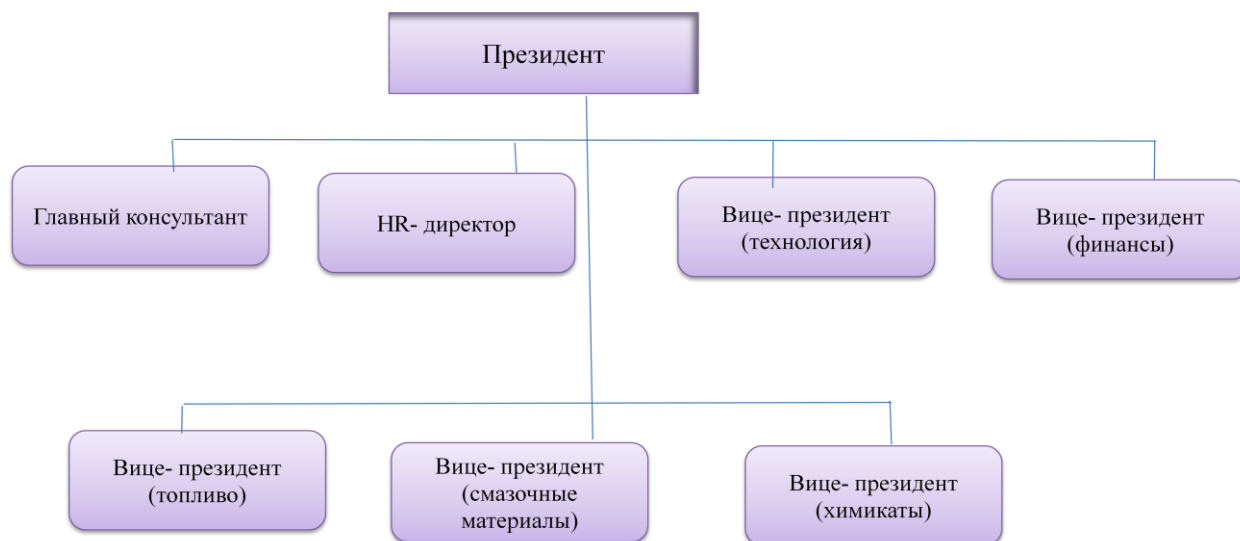 Президент
Главный консультант
HR- директор
Вице- президент
(технология)
Вице- президент
(финансы)
Вице- президент
(топливо)
Вице- президент
(смазочные
материалы)
Вице- президент
(химикаты)